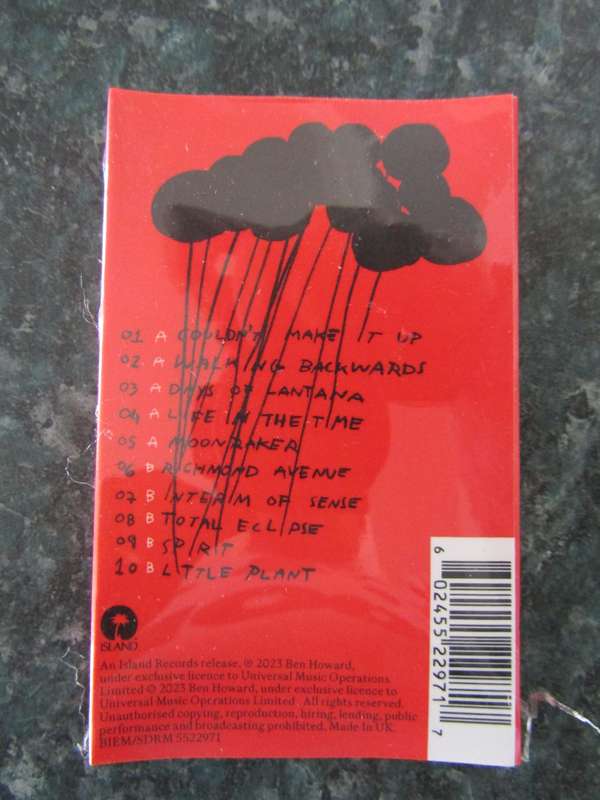 01 A COULDN'T MAKE IT UP
02 A WALKING BACKWARDS
03 A DAYS OF LANTANA
04 A LIFE IN THE TIME
05 A MOONRAKER
06 B RICHMOND AVENUE
07 B INTERIM OF SENSE
08 B TOTAL ECLIPSE
09 B SPIRIT
10 B LITTLE PLANT
ISLAND
An Island Records release. ℗ 2023 Ben Howard,
under exclusive licence to Universal Music Operations
Limited © 2023 Ben Howard, under exclusive licence to
Universal Music Operations Limited All rights reserved.
Unauthorised copying, reproduction, hiring, lending, public
performance and broadcasting prohibited. Made in UK.
BIEM/SDRM 5522971
6 02455 22971 7